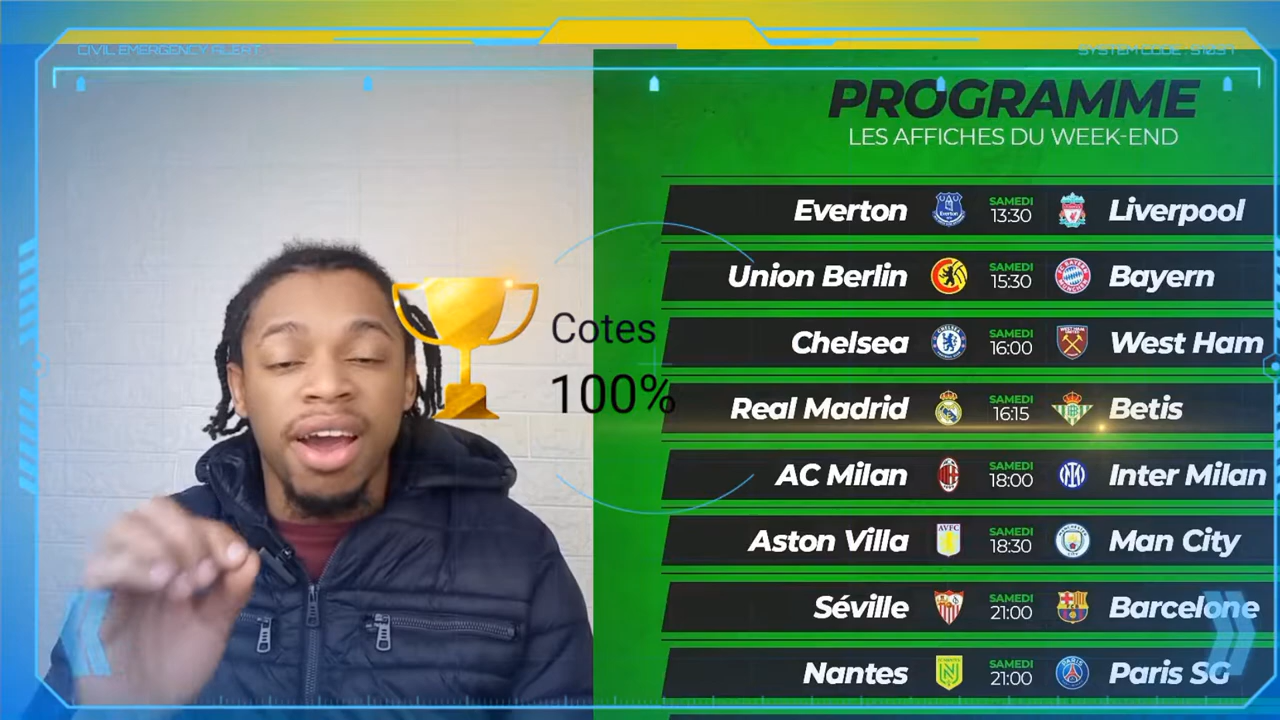 CIVIL EMERGENCY ALERT
PROGRAMME
LES AFFICHES DU WEEK-END
Everton SAMEDI 13:30 Liverpool
Union Berlin SAMEDI 15:30 Bayern
Chelsea SAMEDI 16:00 West Ham
Real Madrid SAMEDI 16:15 Betis
AC Milan SAMEDI 18:00 Inter Milan
Aston Villa SAMEDI 18:30 Man City
Séville SAMEDI 21:00 Barcelone
Nantes SAMEDI 21:00 Paris SG
Cotes
100%